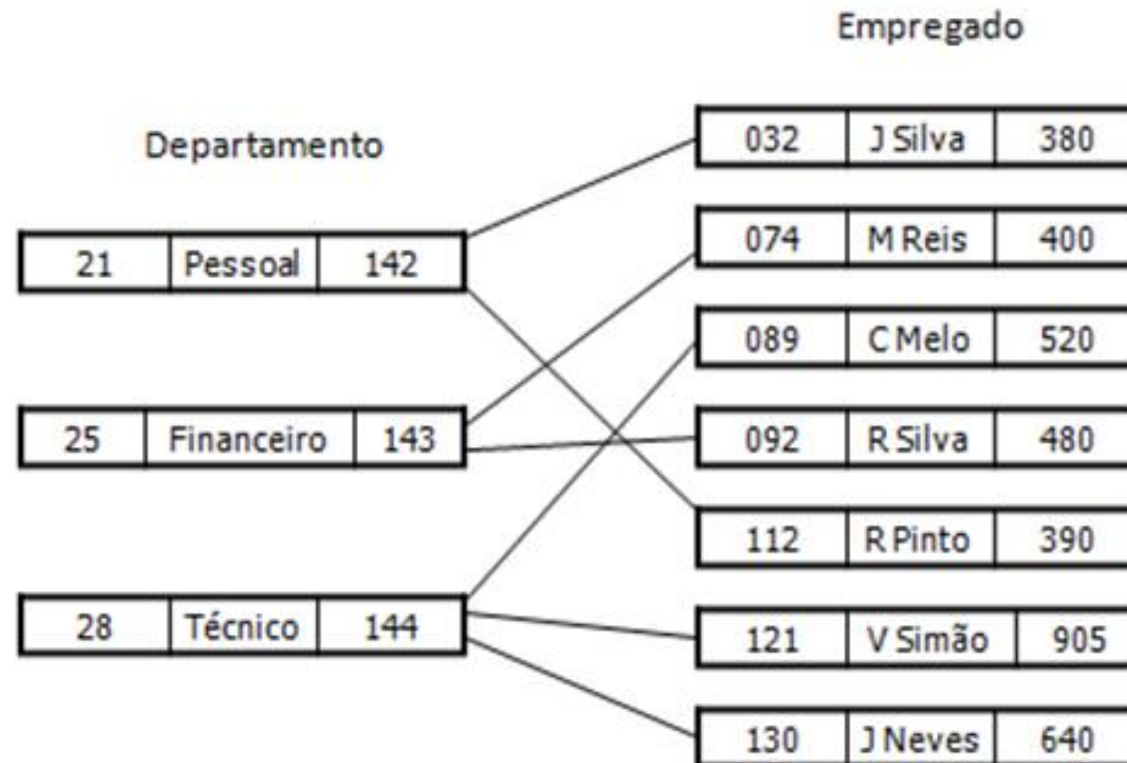 Departamento
21 Pessoal 142
25 Financeiro 143
28 Técnico 144
Empregado
032 J Silva 380
074 M Reis 400
089 C Melo 520
092 R Silva 480
112 R Pinto 390
121 V Simão 905
130 J Neves 640